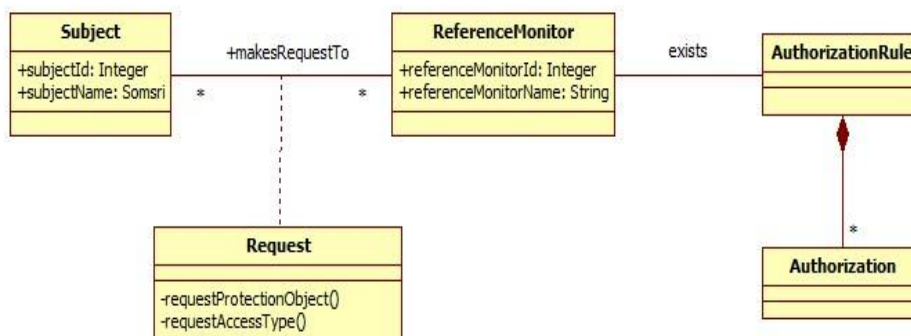 Subject
+subjectId: Integer
+subjectName: Somsri
+makesRequestTo
*
*
ReferenceMonitor
+referenceMonitorId: Integer
+referenceMonitorName: String
exists
AuthorizationRule
*
Authorization
Request
-requestProtectionObject()
-requestAccessType()